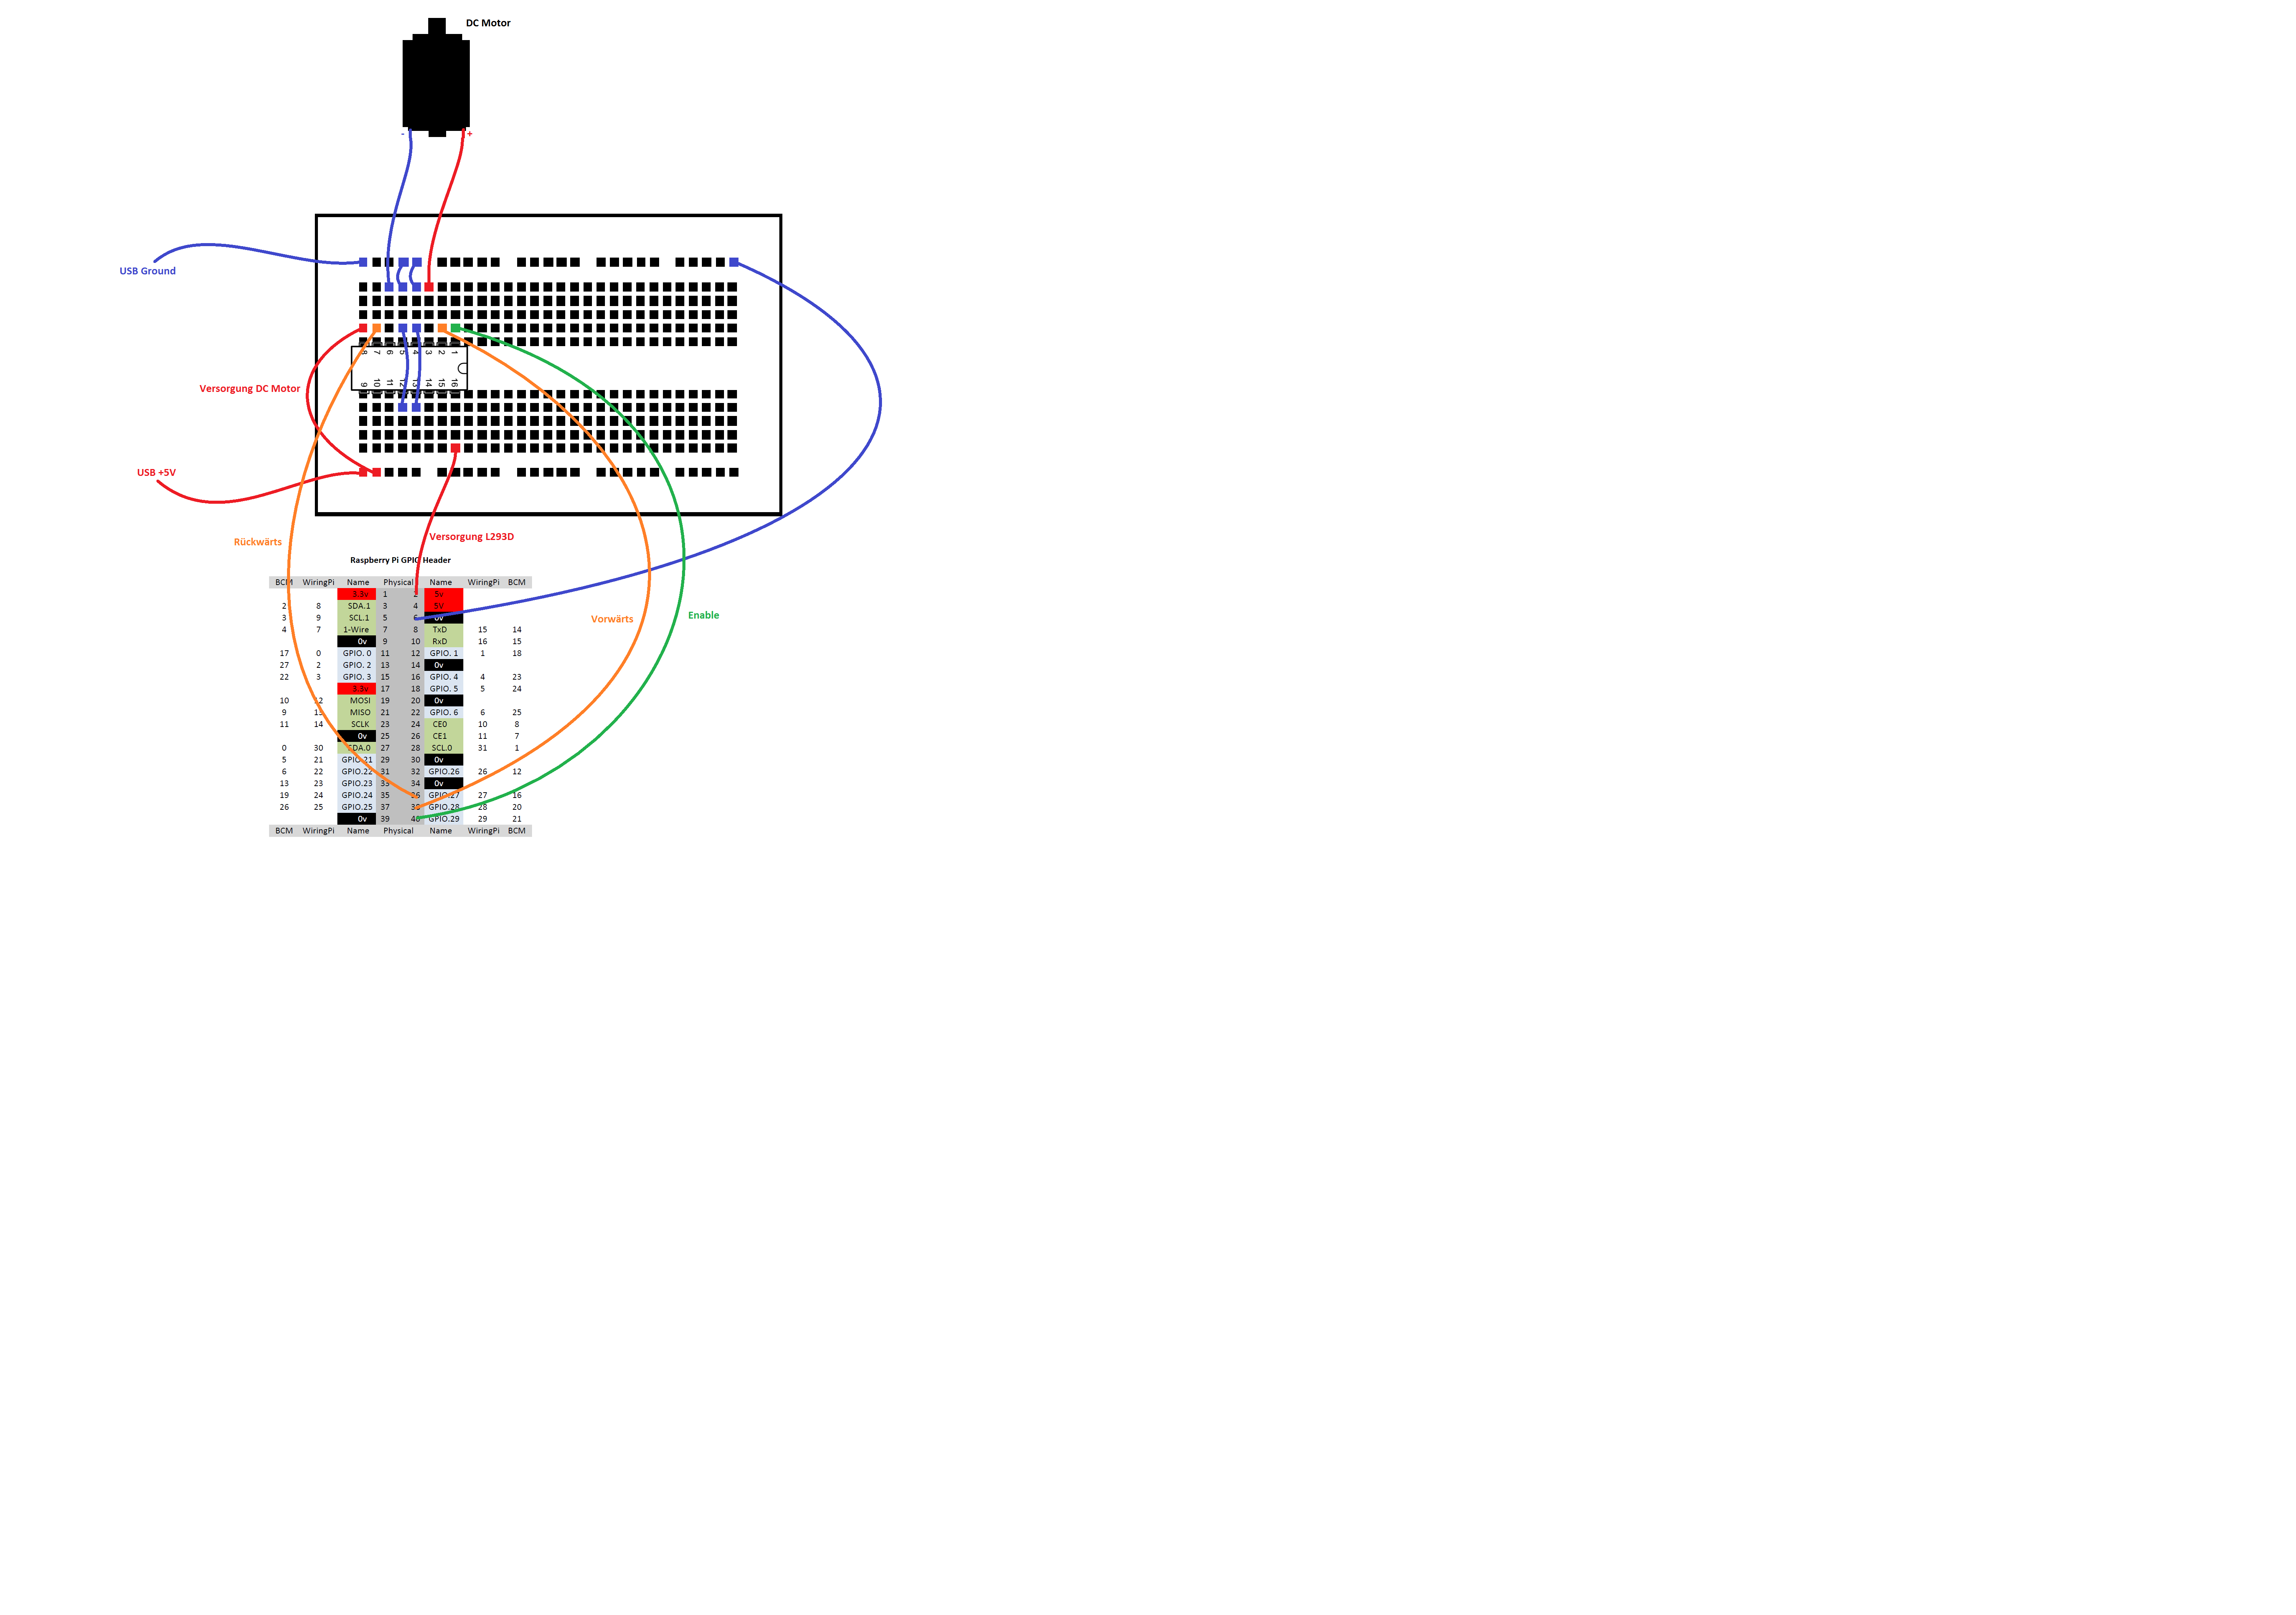 DC Motor
- +
USB Ground
8 7 6 5 4 3 2 1
9 10 11 12 13 14 15 16
Versorgung DC Motor
USB +5V
Versorgung L293D
Rückwärts
Raspberry Pi GPIO Header
BCM WiringPi Name Physical Name WiringPi BCM
3.3v 1 2 5v
2 8 SDA.1 3 4 5V
3 9 SCL.1 5 6 0v
Vorwärts
Enable
4 7 1-Wire 7 8 TxD 15 14
0v 9 10 RxD 16 15
17 0 GPIO. 0 11 12 GPIO. 1 1 18
27 2 GPIO. 2 13 14 0v
22 3 GPIO. 3 15 16 GPIO. 4 4 23
3.3v 17 18 GPIO. 5 5 24
10 12 MOSI 19 20 0v
9 13 MISO 21 22 GPIO. 6 6 25
11 14 SCLK 23 24 CE0 10 8
0v 25 26 CE1 11 7
0 30 SDA.0 27 28 SCL.0 31 1
5 21 GPIO.21 29 30 0v
6 22 GPIO.22 31 32 GPIO.26 26 12
13 23 GPIO.23 33 34 0v
19 24 GPIO.24 35 36 GPIO.27 27 16
26 25 GPIO.25 37 38 GPIO.28 28 20
0v 39 40 GPIO.29 29 21
BCM WiringPi Name Physical Name WiringPi BCM